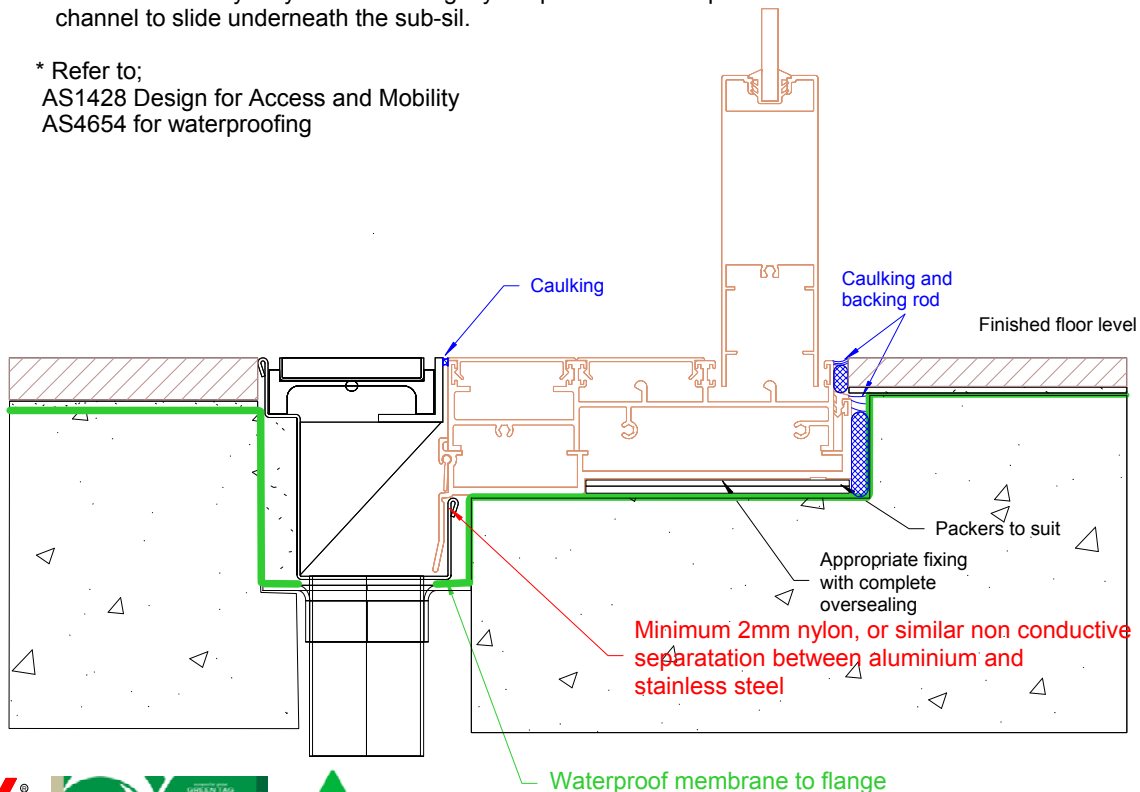 channel to slide underneath the sub-sil.
* Refer to;
AS1428 Design for Access and Mobility
AS4654 for waterproofing
Caulking
Caulking and
backing rod
Finished floor level
Packers to suit
Appropriate fixing
with complete
oversealing
Minimum 2mm nylon, or similar non conductive
separatation between aluminium and
stainless steel
Waterproof membrane to flange
®
GREEN TAG